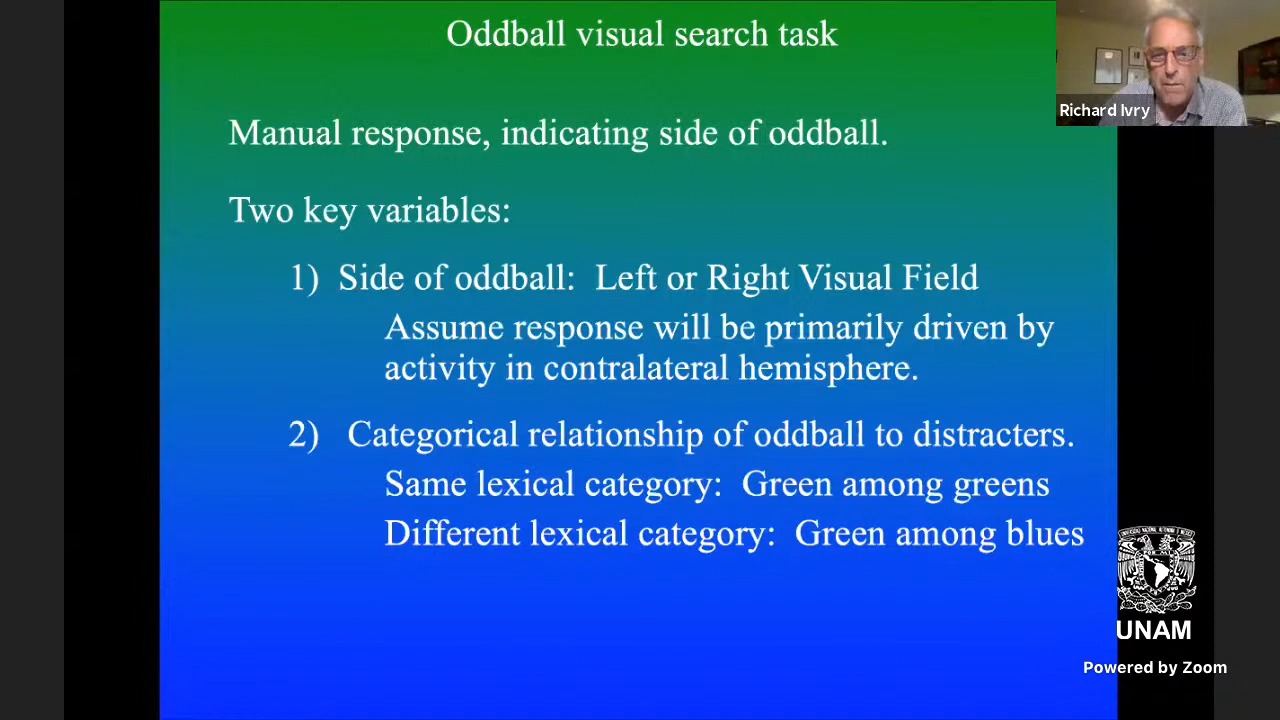 Oddball visual search task
Richard Ivry
Manual response, indicating side of oddball.
Two key variables:
1) Side of oddball: Left or Right Visual Field
Assume response will be primarily driven by
activity in contralateral hemisphere.
2) Categorical relationship of oddball to distracters.
Same lexical category: Green among greens
Different lexical category: Green among blues
UNAM
Powered by Zoom